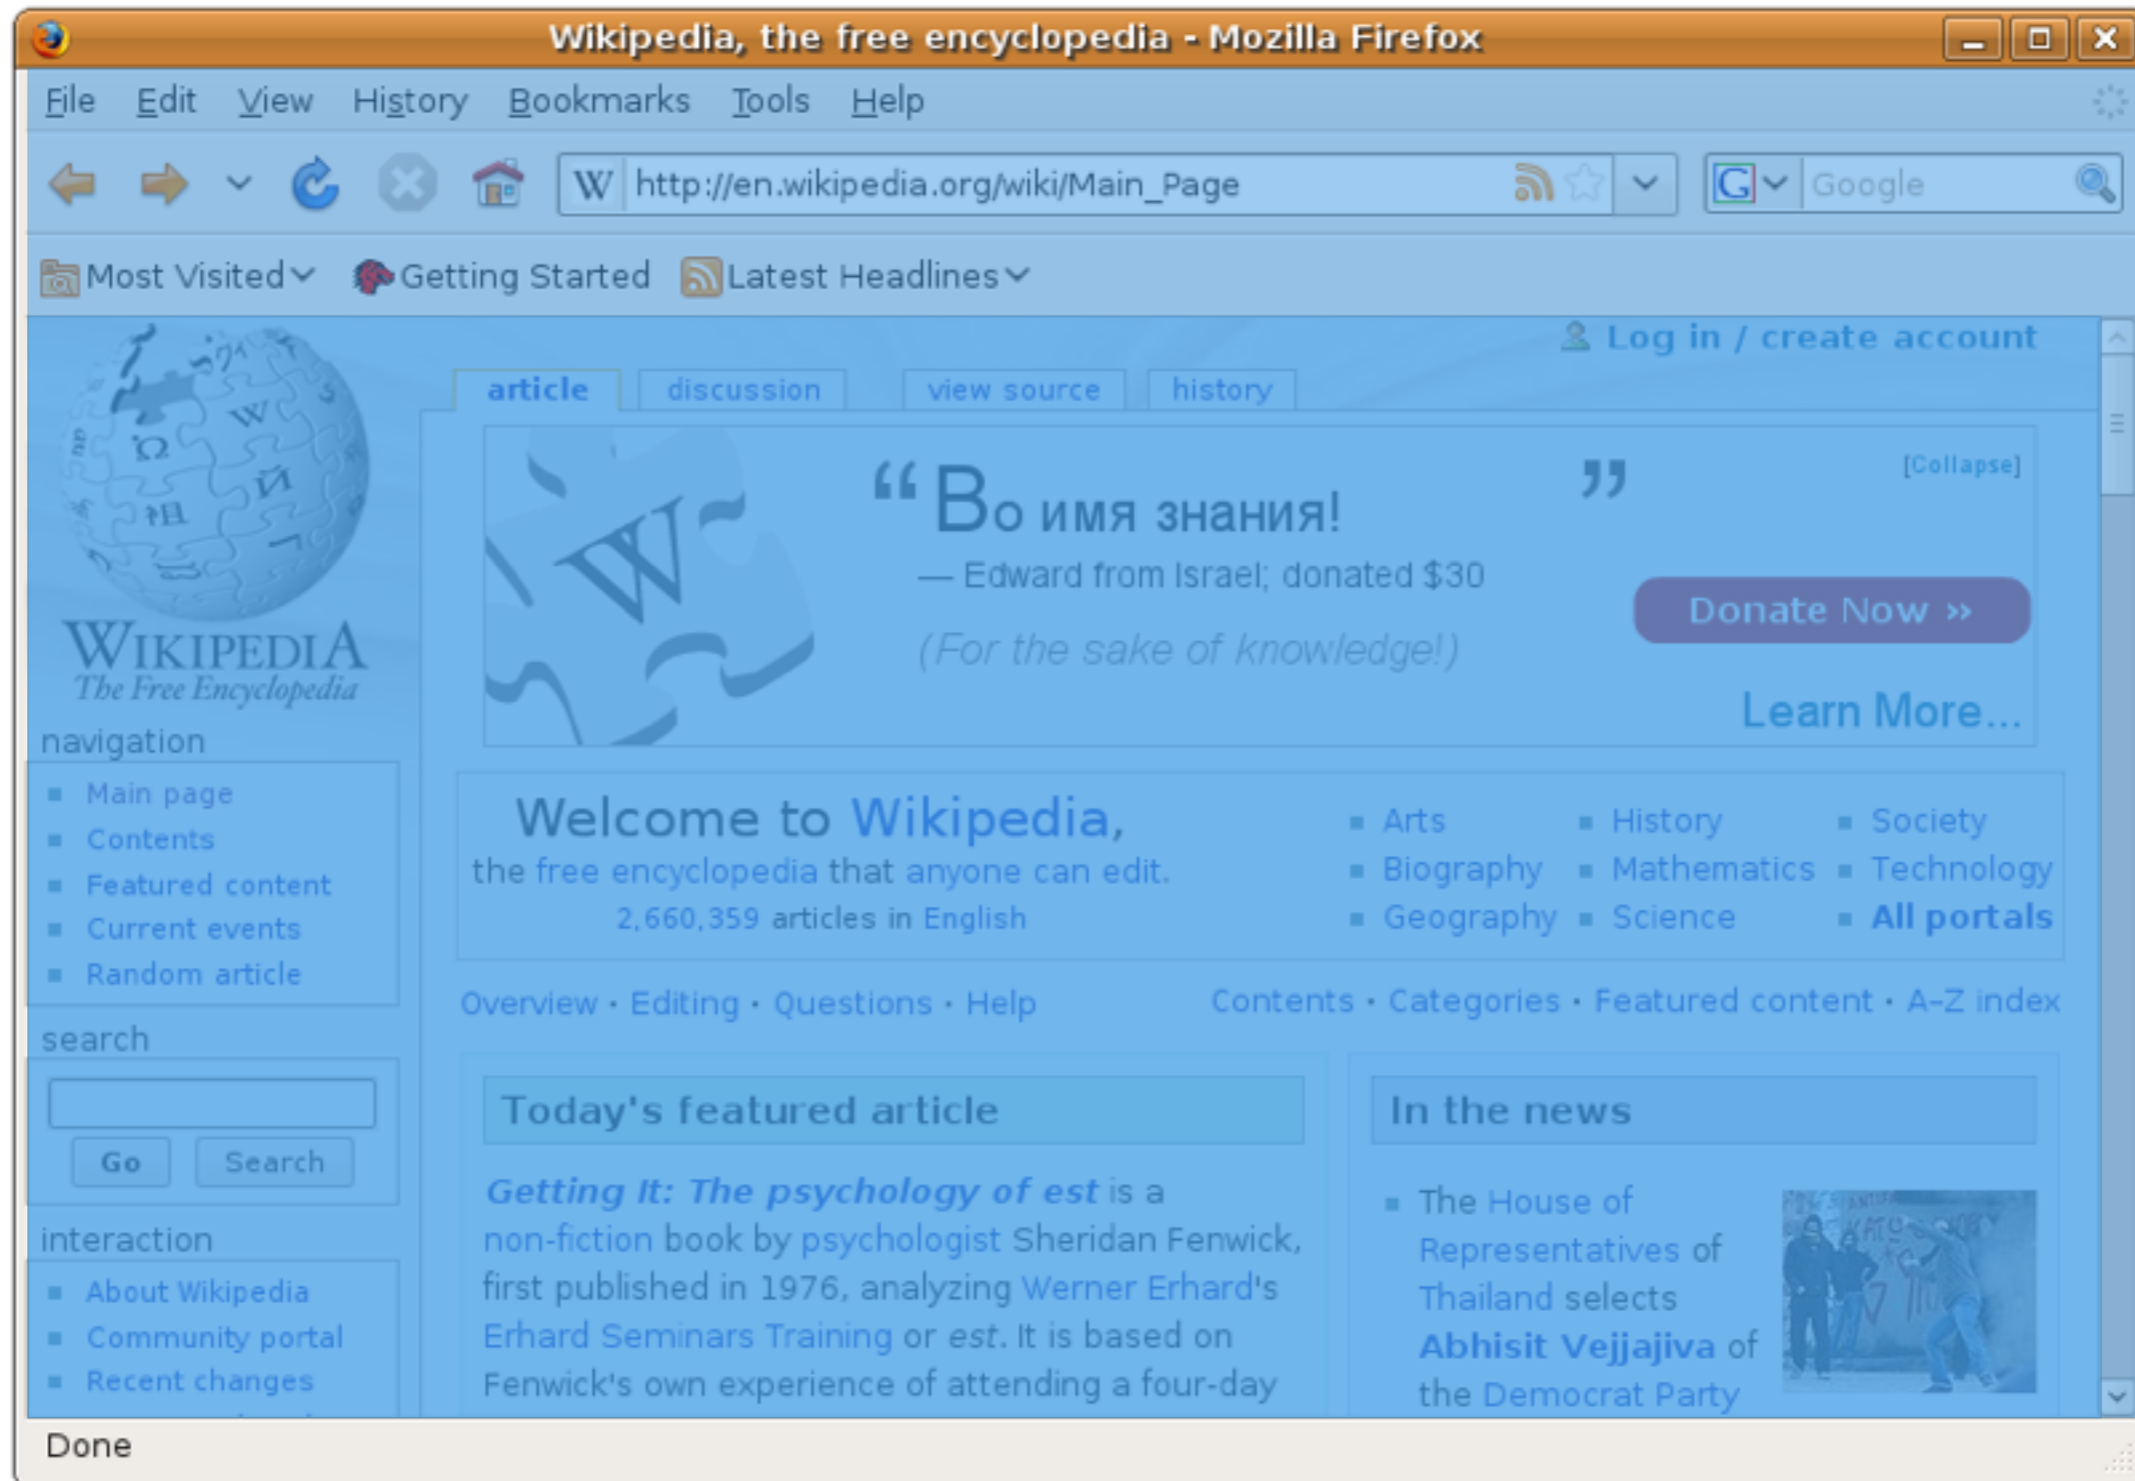 Wikipedia, the free encyclopedia - Mozilla Firefox
File Edit View History Bookmarks Tools Help
W http://en.wikipedia.org/wiki/Main_Page G Google
Most Visited Getting Started Latest Headlines
Log in / create account
article discussion view source history
[Collapse]
“ Во имя знания! ”
— Edward from Israel; donated $30
Donate Now »
(For the sake of knowledge!)
Learn More...
WIKIPEDIA
The Free Encyclopedia
navigation
Main page
Contents
Featured content
Current events
Random article
search
Go Search
interaction
About Wikipedia
Community portal
Recent changes
Welcome to Wikipedia,
the free encyclopedia that anyone can edit.
2,660,359 articles in English
Arts History Society
Biography Mathematics Technology
Geography Science All portals
Overview · Editing · Questions · Help
Contents · Categories · Featured content · A–Z index
Today's featured article
Getting It: The psychology of est is a
non-fiction book by psychologist Sheridan Fenwick,
first published in 1976, analyzing Werner Erhard's
Erhard Seminars Training or est. It is based on
Fenwick's own experience of attending a four-day
In the news
The House of
Representatives of
Thailand selects
Abhisit Vejjajiva of
the Democrat Party
Done